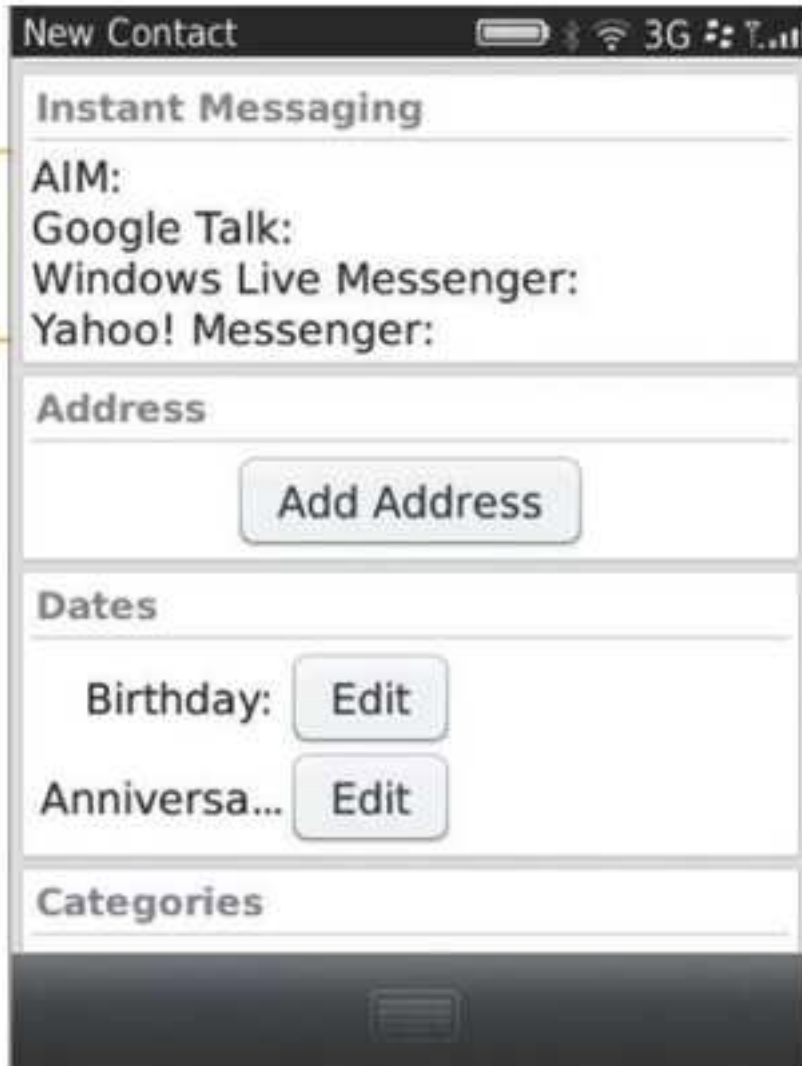 New Contact 3G
Instant Messaging
AIM:
Google Talk:
Windows Live Messenger:
Yahoo! Messenger:
Address
Add Address
Dates
Birthday: Edit
Anniversa... Edit
Categories